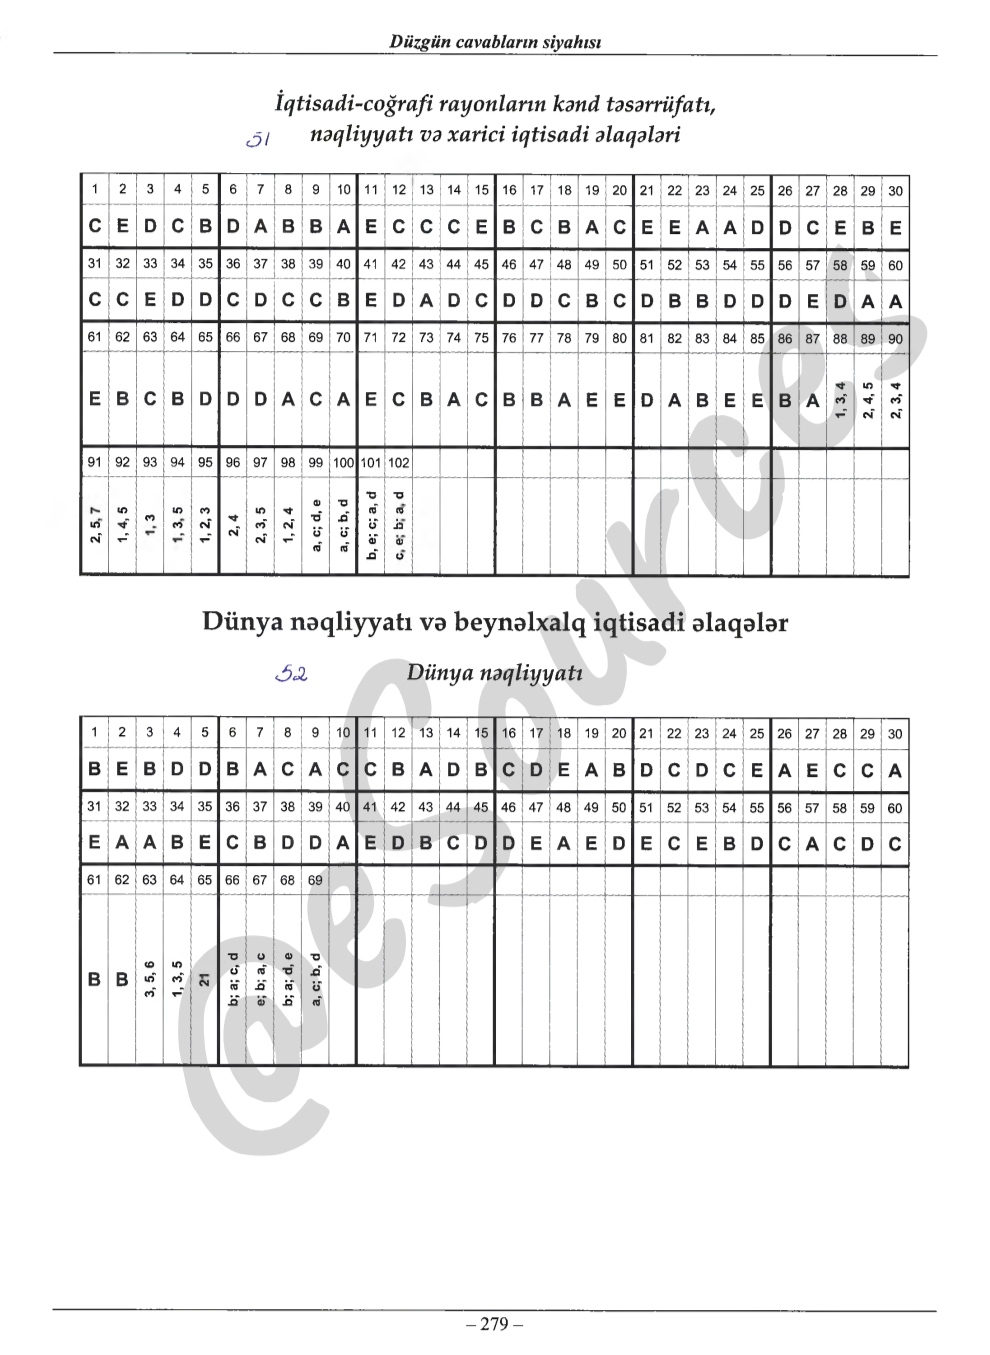 Düzgün cavabların siyahısı
İqtisadi-coğrafi rayonların kənd təsərrüfatı,
51 nəqliyyatı və xarici iqtisadi əlaqələri
1 2 3 4 5 6 7 8 9 10 11 12 13 14 15 16 17 18 19 20 21 22 23 24 25 26 27 28 29 30
C E D C B D A B B A E C C C E B C B A C E E A A D D C E B E
31 32 33 34 35 36 37 38 39 40 41 42 43 44 45 46 47 48 49 50 51 52 53 54 55 56 57 58 59 60
C C E D D C D C C B E D A D C D D C B C D B B D D D E D A A
61 62 63 64 65 66 67 68 69 70 71 72 73 74 75 76 77 78 79 80 81 82 83 84 85 86 87 88 89 90
E B C B D D D A C A E C B A C B B A E E D A B E E B A 1, 3, 4 2, 4, 5 2, 3, 4
91 92 93 94 95 96 97 98 99 100 101 102
2, 5, 7 1, 4, 5 1, 3 1, 3, 5 1, 2, 3 2, 4 2, 3, 5 1, 2, 4 a, c; d, e a, c; b, d b, e; c; a, d c, e; b; a, d
Dünya nəqliyyatı və beynəlxalq iqtisadi əlaqələr
52 Dünya nəqliyyatı
1 2 3 4 5 6 7 8 9 10 11 12 13 14 15 16 17 18 19 20 21 22 23 24 25 26 27 28 29 30
B E B D D B A C A C C B A D B C D E A B D C D C E A E C C A
31 32 33 34 35 36 37 38 39 40 41 42 43 44 45 46 47 48 49 50 51 52 53 54 55 56 57 58 59 60
E A A B E C B D D A E D B C D D E A E D E C E B D C A C D C
61 62 63 64 65 66 67 68 69
B B 3, 5, 6 1, 3, 5 21 b; a; c, d e; b; a, c b; a; d, e a, c; b, d
@eSources
– 279 –